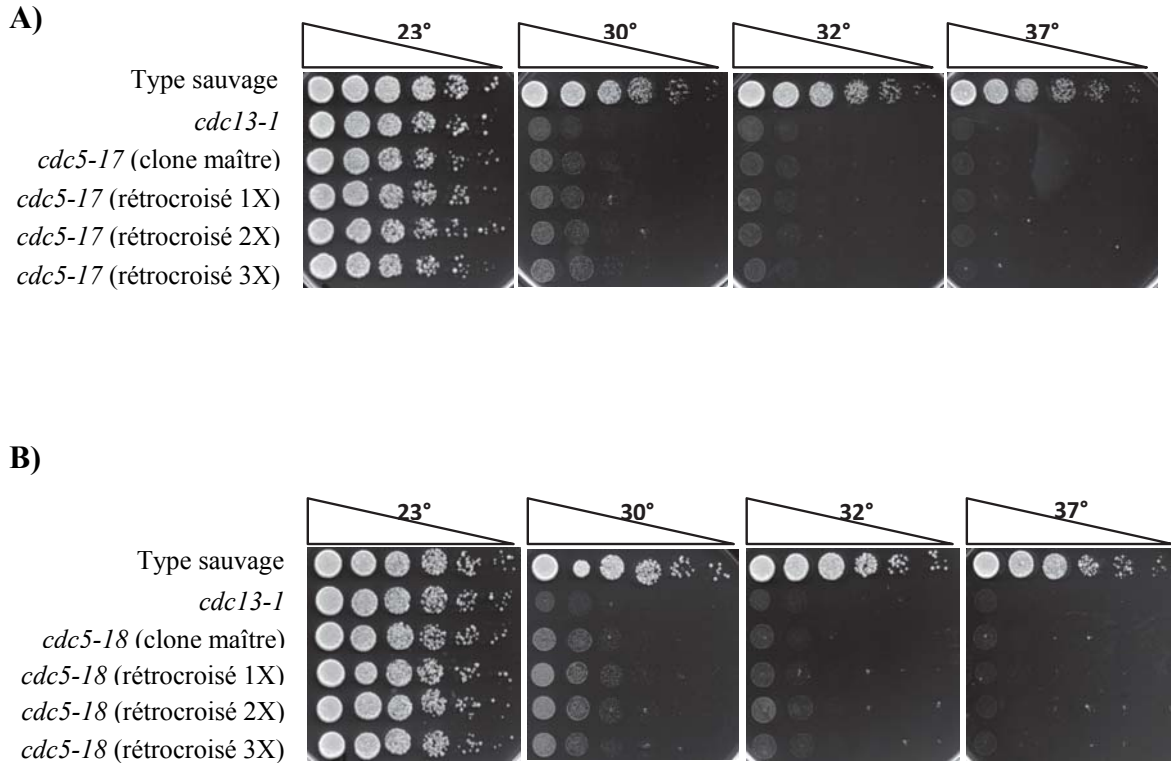 A)
23° 30° 32° 37°
Type sauvage
cdc13-1
cdc5-17 (clone maître)
cdc5-17 (rétrocroisé 1X)
cdc5-17 (rétrocroisé 2X)
cdc5-17 (rétrocroisé 3X)
B)
23° 30° 32° 37°
Type sauvage
cdc13-1
cdc5-18 (clone maître)
cdc5-18 (rétrocroisé 1X)
cdc5-18 (rétrocroisé 2X)
cdc5-18 (rétrocroisé 3X)